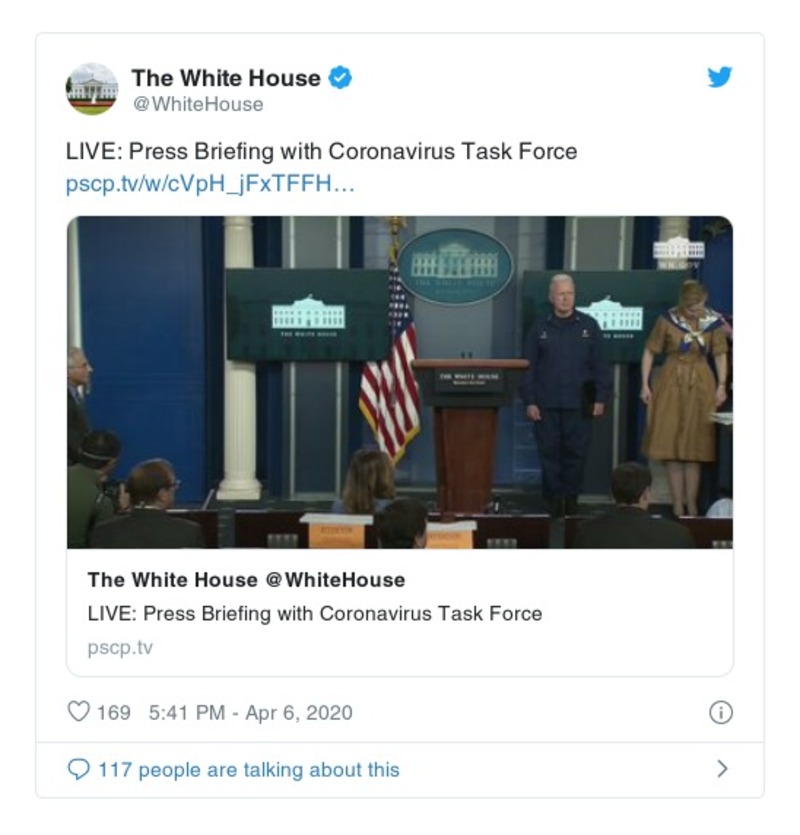 The White House
@WhiteHouse
LIVE: Press Briefing with Coronavirus Task Force
pscp.tv/w/cVpH_jFxTFFH…
THE WHITE HOUSE
WH.GOV
THE WHITE HOUSE
THE WHITE HOUSE
The White House @WhiteHouse
LIVE: Press Briefing with Coronavirus Task Force
pscp.tv
169 5:41 PM - Apr 6, 2020
117 people are talking about this